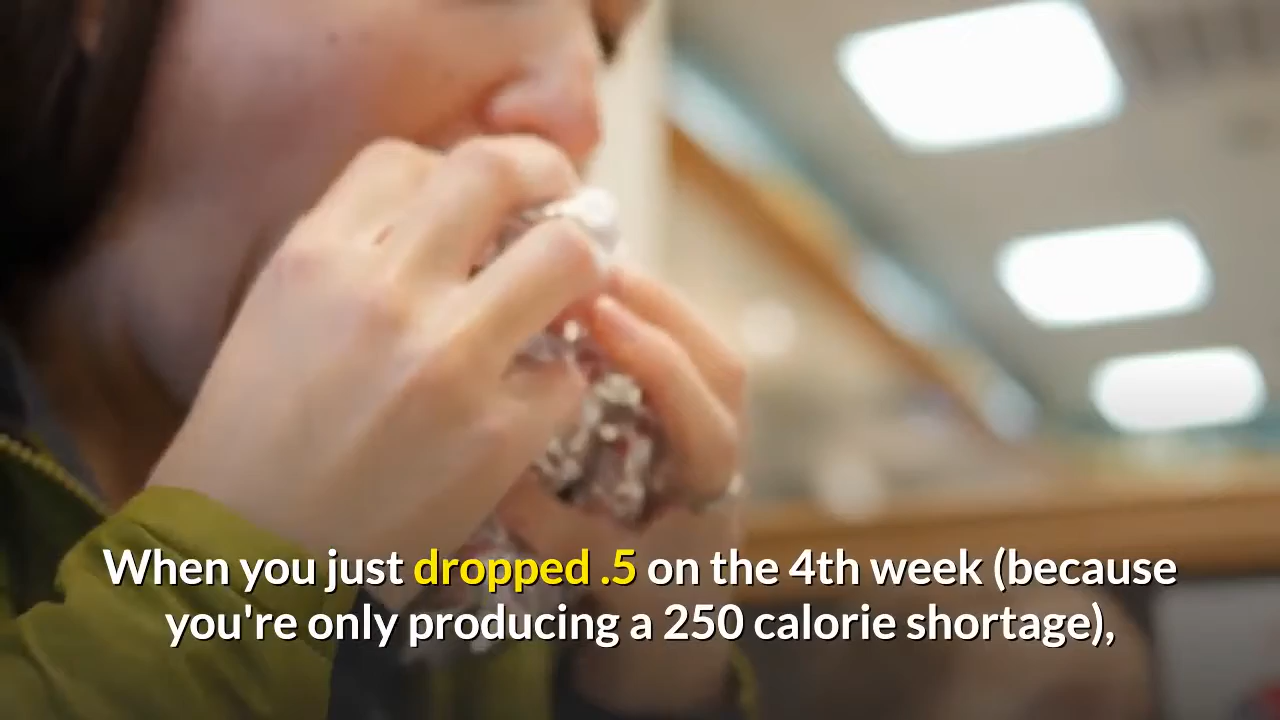 When you just dropped .5 on the 4th week (because
you're only producing a 250 calorie shortage),